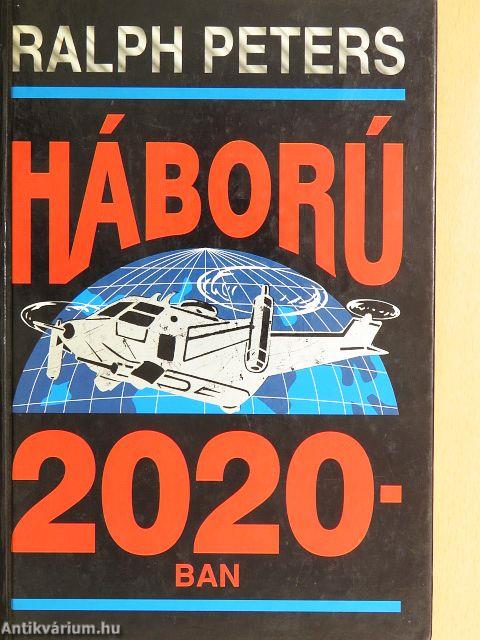 RALPH PETERS
HÁBORÚ
2020-
BAN
Antikvárium.hu